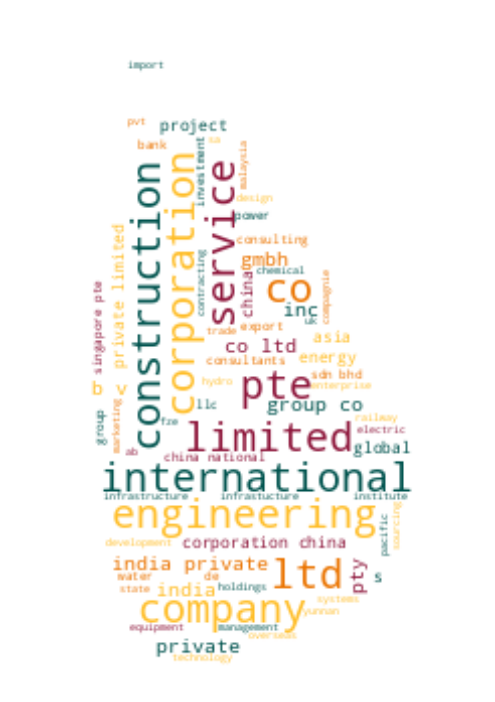 import
pvt
project
bank
sa
investment
malaysia
construction
corporation
service
design
power
private limited
consulting
contracting
gmbh
chemical
china
compagnie
co
singapore pte
inc
uk
trade
export
asia
co ltd
consultants
energy
hydro
pte
sdn bhd
enterprise
b v
marketing
group
llc
group co
fze
railway
limited
electric
ab
china national
global
international
infrastructure
infrastucture
institute
engineering
sourcing
pacific
development
corporation china
india private
ltd
pty
s
water
de
state
india
holdings
systems
company
yunnan
equipment
management
overseas
private
technology